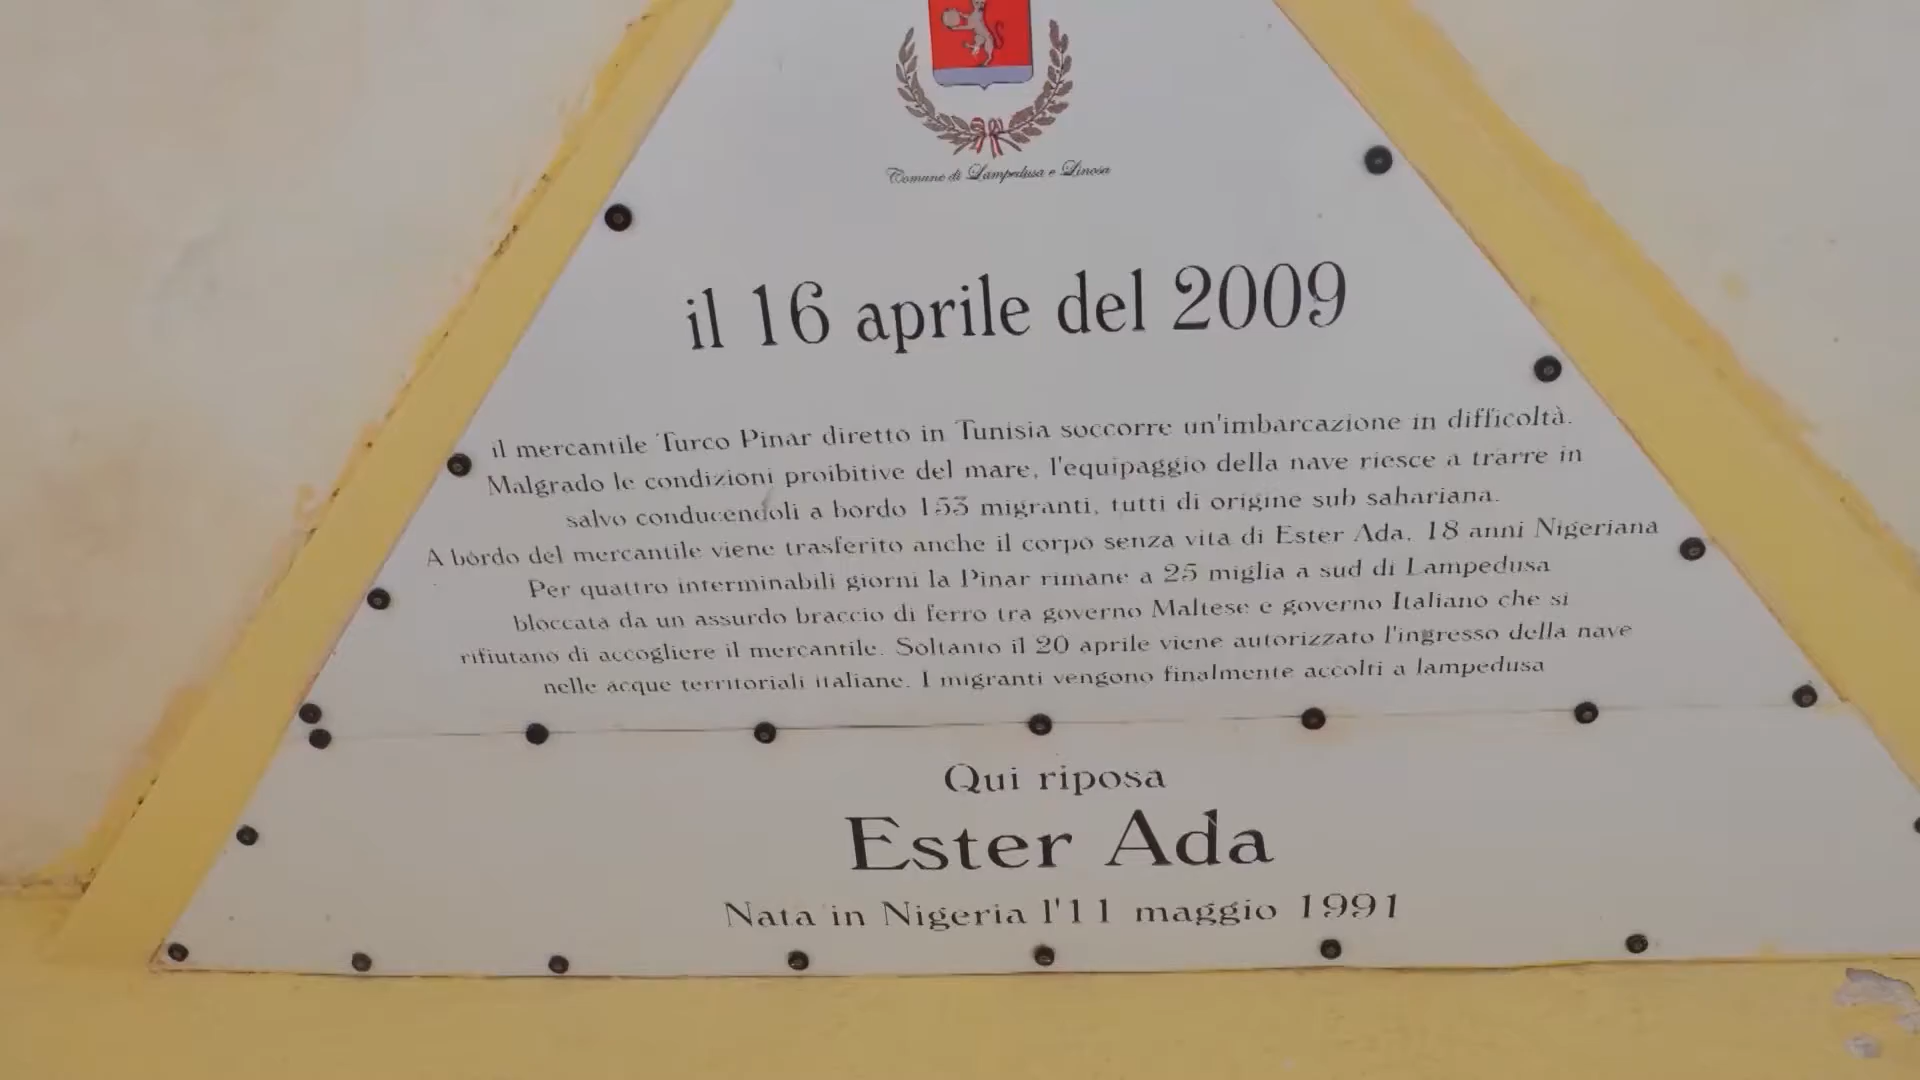 Comune di Lampedusa e Linosa
il 16 aprile del 2009
il mercantile Turco Pinar diretto in Tunisia soccorre un'imbarcazione in difficoltà.
Malgrado le condizioni proibitive del mare, l'equipaggio della nave riesce a trarre in
salvo conducendoli a bordo 153 migranti, tutti di origine sub sahariana.
A bordo del mercantile viene trasferito anche il corpo senza vita di Ester Ada, 18 anni Nigeriana
Per quattro interminabili giorni la Pinar rimane a 25 miglia a sud di Lampedusa
bloccata da un assurdo braccio di ferro tra governo Maltese e governo Italiano che si
rifiutano di accogliere il mercantile. Soltanto il 20 aprile viene autorizzato l'ingresso della nave
nelle acque territoriali italiane. I migranti vengono finalmente accolti a lampedusa
Qui riposa
Ester Ada
Nata in Nigeria l'11 maggio 1991